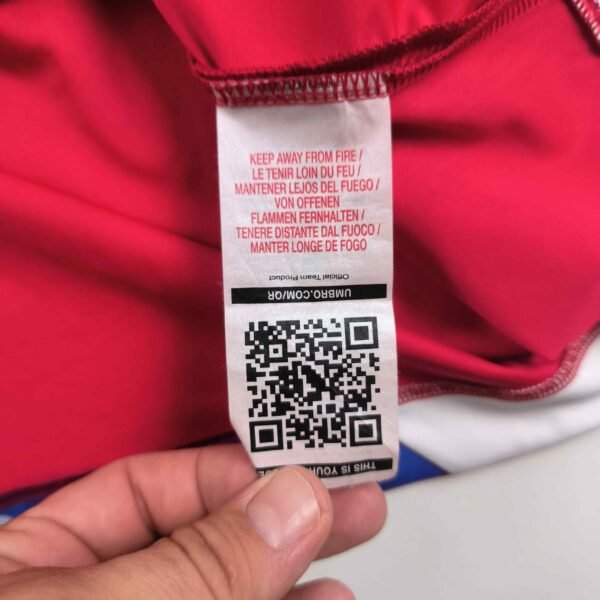 KEEP AWAY FROM FIRE /
LE TENIR LOIN DU FEU /
MANTENER LEJOS DEL FUEGO /
VON OFFENEN
FLAMMEN FERNHALTEN /
TENERE DISTANTE DAL FUOCO /
MANTER LONGE DE FOGO
Official Team Product
UMBRO.COM/QR
THIS IS YOUR